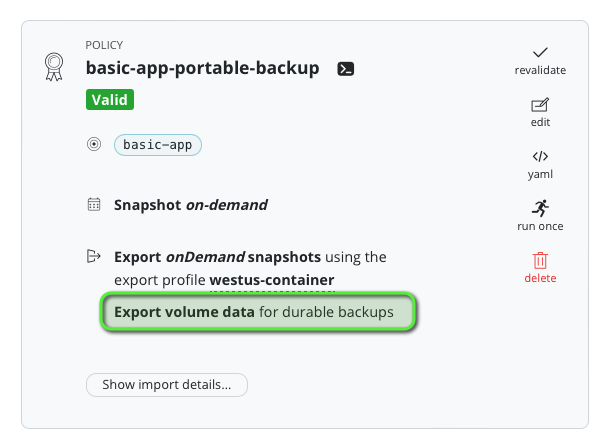 POLICY
basic-app-portable-backup
Valid
basic-app
Snapshot on-demand
Export onDemand snapshots using the
export profile westus-container
Export volume data for durable backups
Show import details...
revalidate
edit
yaml
run once
delete